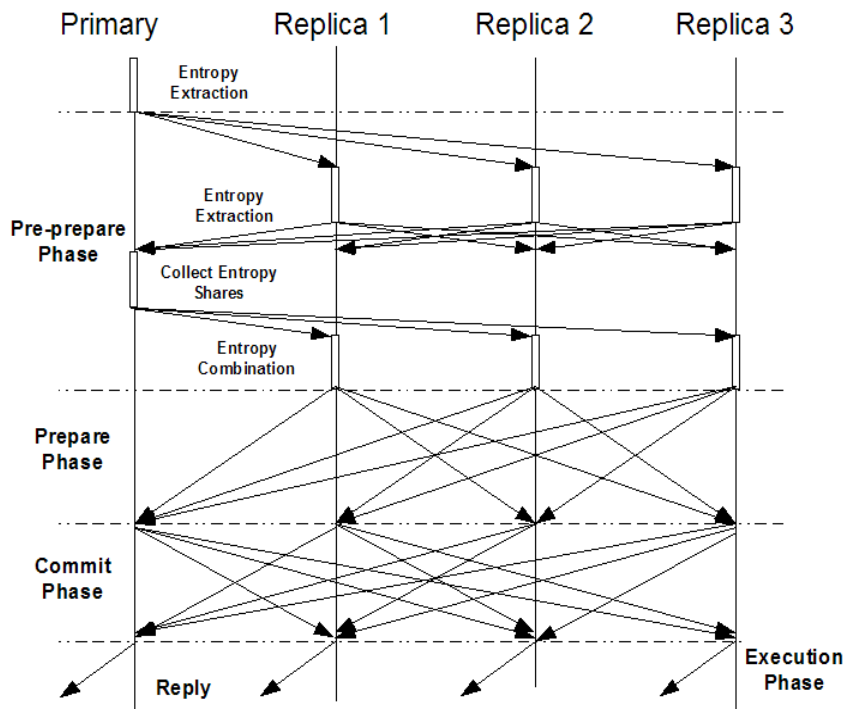 Primary
Replica 1
Replica 2
Replica 3
Entropy
Extraction
Entropy
Extraction
Pre-prepare
Phase
Collect Entropy
Shares
Entropy
Combination
Prepare
Phase
Commit
Phase
Reply
Execution
Phase